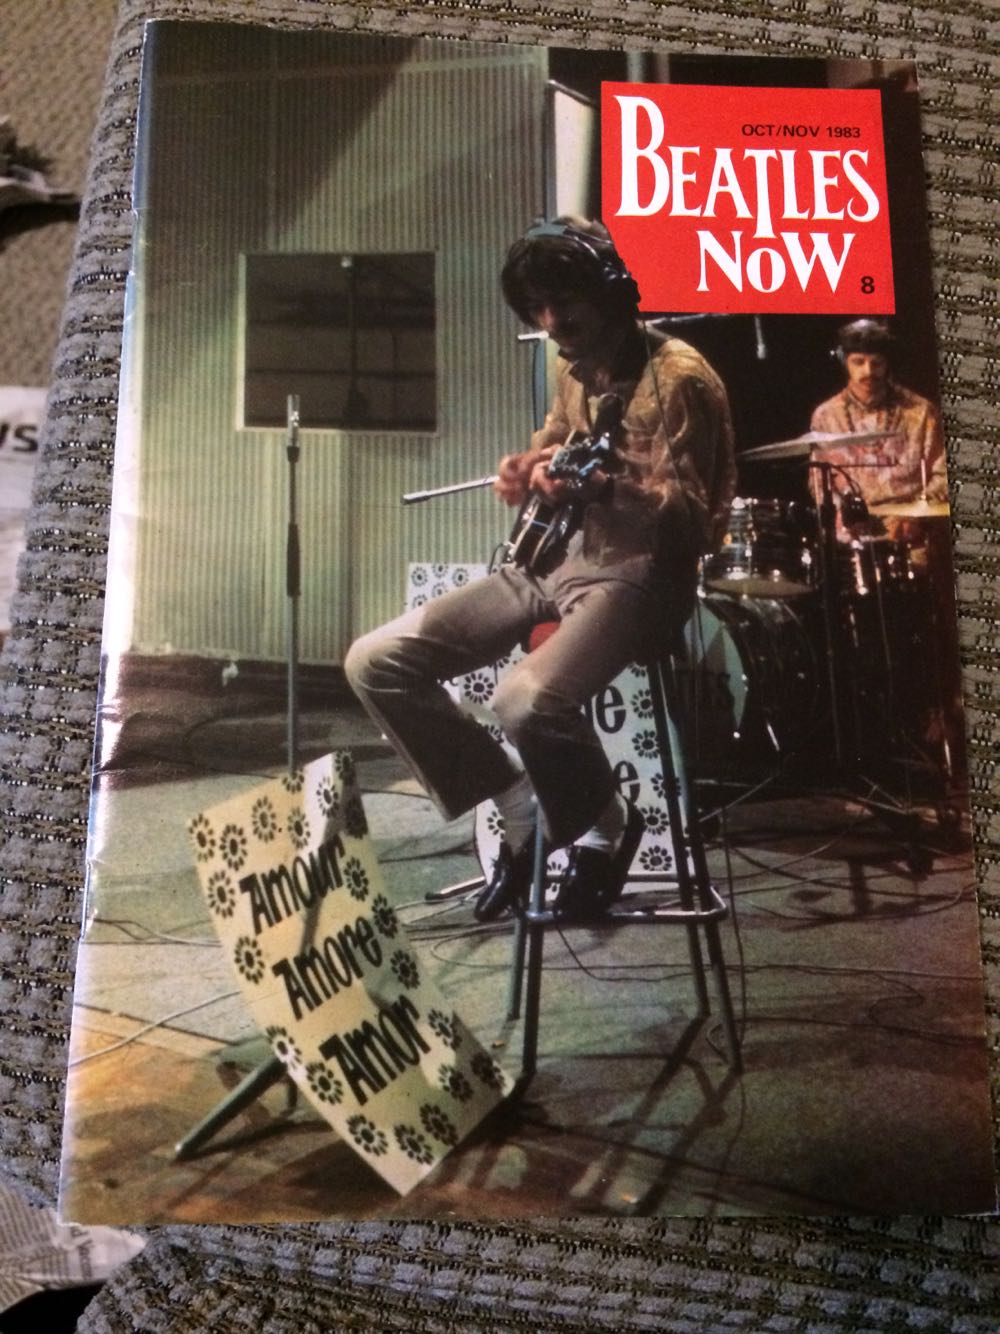 OCT/NOV 1983
BEATLES
NOW
8
AMOUR
AMORE
AMOR